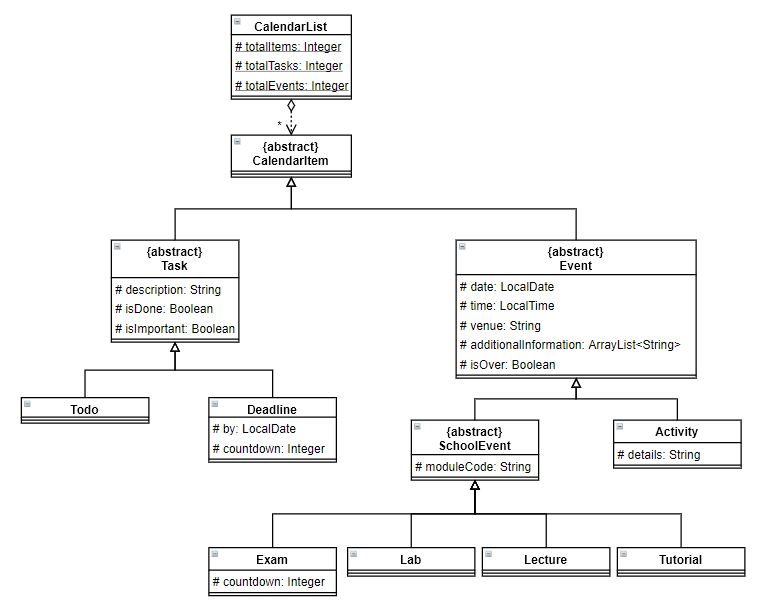 CalendarList
# totalItems: Integer
# totalTasks: Integer
# totalEvents: Integer
*
{abstract}
CalendarItem
{abstract}
Task
# description: String
# isDone: Boolean
# isImportant: Boolean
{abstract}
Event
# date: LocalDate
# time: LocalTime
# venue: String
# additionalInformation: ArrayList<String>
# isOver: Boolean
Todo
Deadline
# by: LocalDate
# countdown: Integer
{abstract}
SchoolEvent
# moduleCode: String
Activity
# details: String
Exam
# countdown: Integer
Lab
Lecture
Tutorial